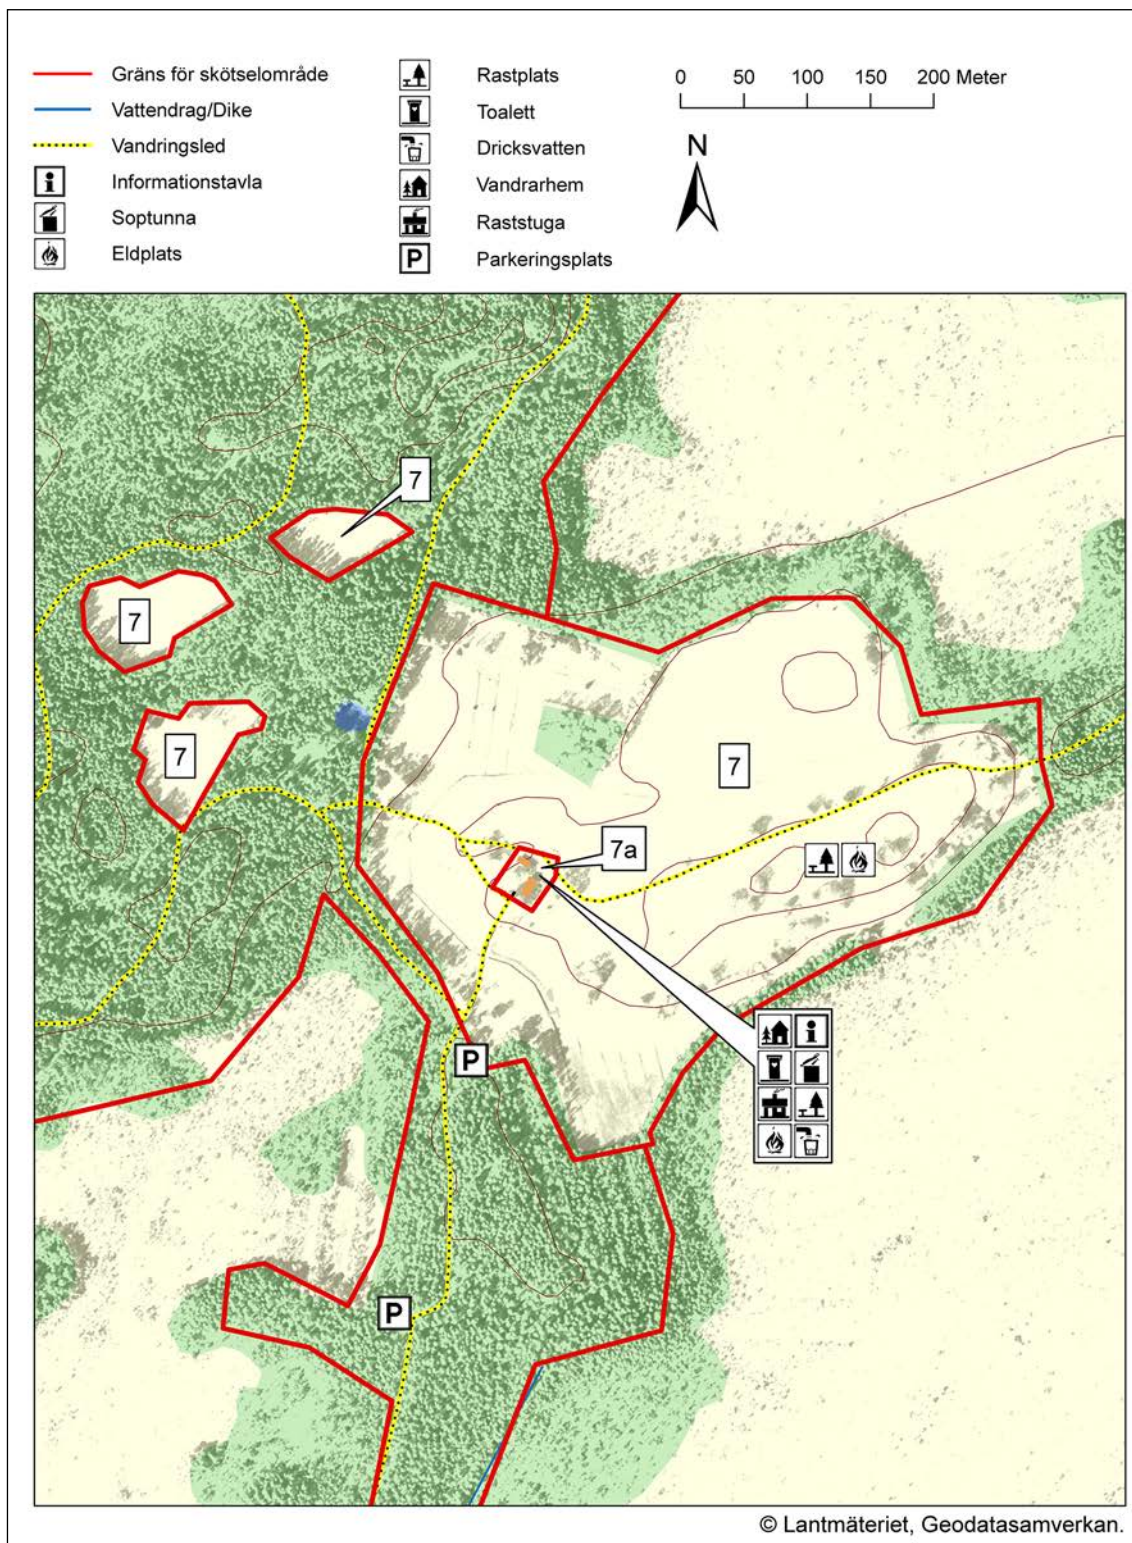 Gräns för skötselområde
Vattendrag/Dike
Vandringsled
Informationstavla
Soptunna
Eldplats
Rastplats
Toalett
Dricksvatten
Vandrarhem
Raststuga
P Parkeringsplats
0 50 100 150 200 Meter
N
7
7
7
7
7a
P
P
© Lantmäteriet, Geodatasamverkan.